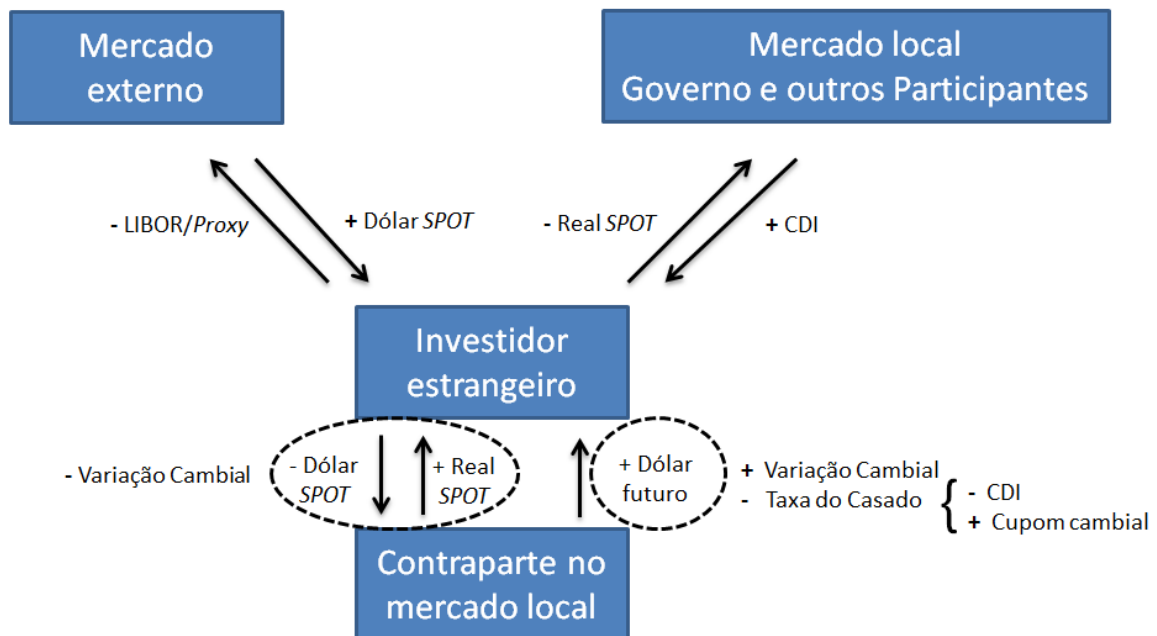 Mercado
externo
Mercado local
Governo e outros Participantes
- LIBOR/Proxy
+ Dólar SPOT
- Real SPOT
+ CDI
Investidor
estrangeiro
- Variação Cambial
- Dólar
SPOT
+ Real
SPOT
+ Dólar
futuro
+ Variação Cambial
- Taxa do Casado
{
- CDI
+ Cupom cambial
Contraparte no
mercado local